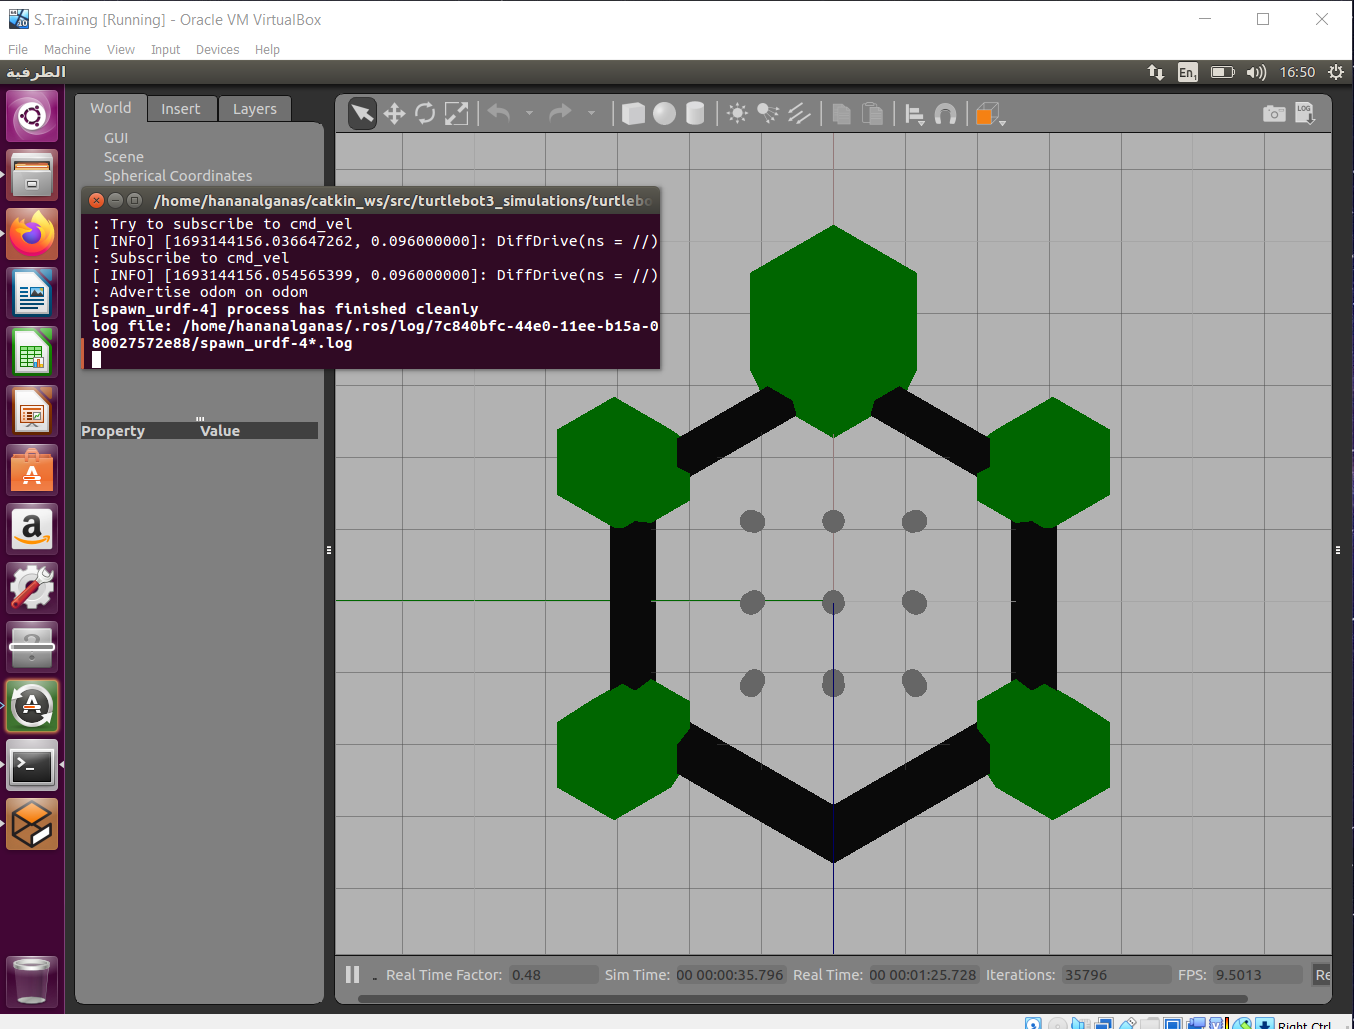 S.Training [Running] - Oracle VM VirtualBox
File Machine View Input Devices Help
الطرفية
En1 16:50
World Insert Layers
GUI
Scene
Spherical Coordinates
/home/hananalganas/catkin_ws/src/turtlebot3_simulations/turtlebo
: Try to subscribe to cmd_vel
[ INFO] [1693144156.036647262, 0.096000000]: DiffDrive(ns = //)
: Subscribe to cmd_vel
[ INFO] [1693144156.054565399, 0.096000000]: DiffDrive(ns = //)
: Advertise odom on odom
[spawn_urdf-4] process has finished cleanly
log file: /home/hananalganas/.ros/log/7c840bfc-44e0-11ee-b15a-0
80027572e88/spawn_urdf-4*.log
Property Value
LOG
Real Time Factor: 0.48 Sim Time: 00 00:00:35.796 Real Time: 00 00:01:25.728 Iterations: 35796 FPS: 9.5013 Re
Right Ctrl